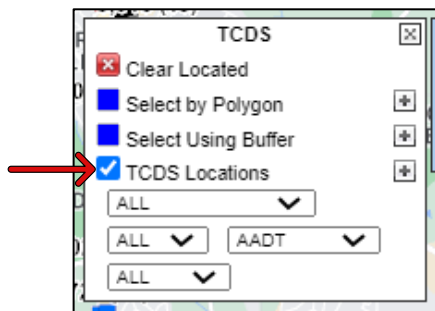 TCDS
Clear Located
Select by Polygon
Select Using Buffer
TCDS Locations
ALL
ALL AADT
ALL